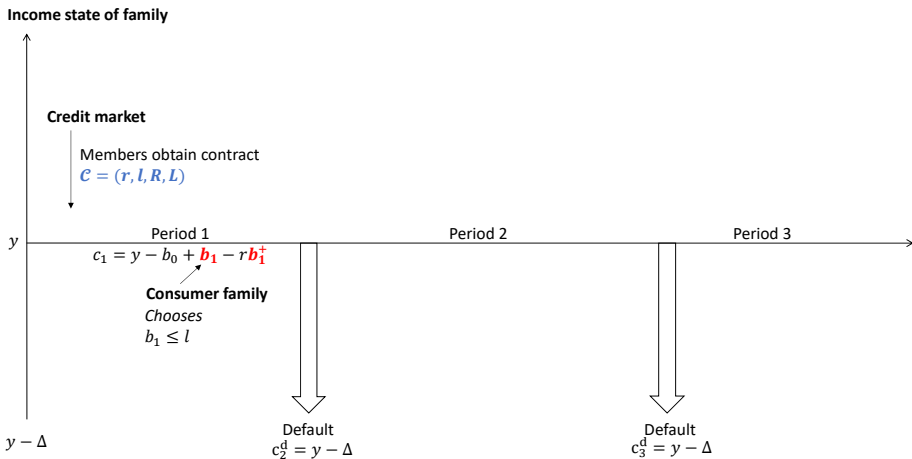 Income state of family
Credit market
Members obtain contract
𝓒 = (r, l, R, L)
Period 1
Period 2
Period 3
y
c₁ = y − b₀ + b₁ − rb₁⁺
Consumer family
Chooses
b₁ ≤ l
y − Δ
Default
c₂ᵈ = y − Δ
Default
c₃ᵈ = y − Δ